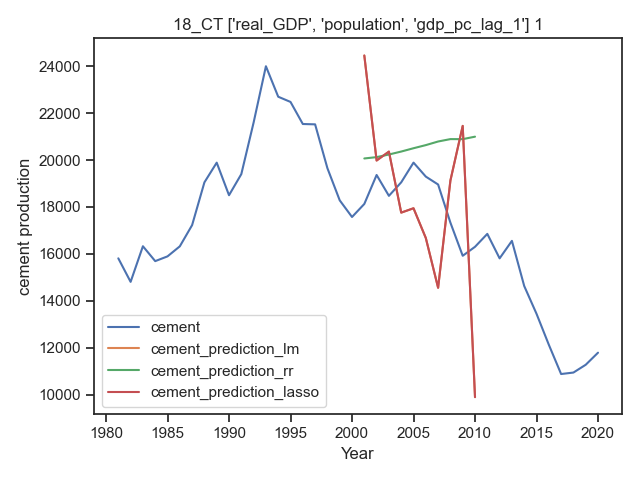 18_CT ['real_GDP', 'population', 'gdp_pc_lag_1'] 1
24000
22000
20000
18000
16000
14000
12000
10000
cement production
cement
cement_prediction_lm
cement_prediction_rr
cement_prediction_lasso
1980 1985 1990 1995 2000 2005 2010 2015 2020
Year